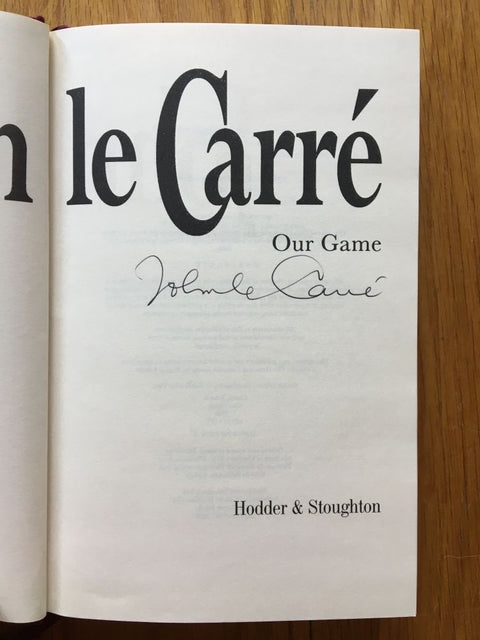 n le Carré
Our Game
John le Carré
Hodder & Stoughton